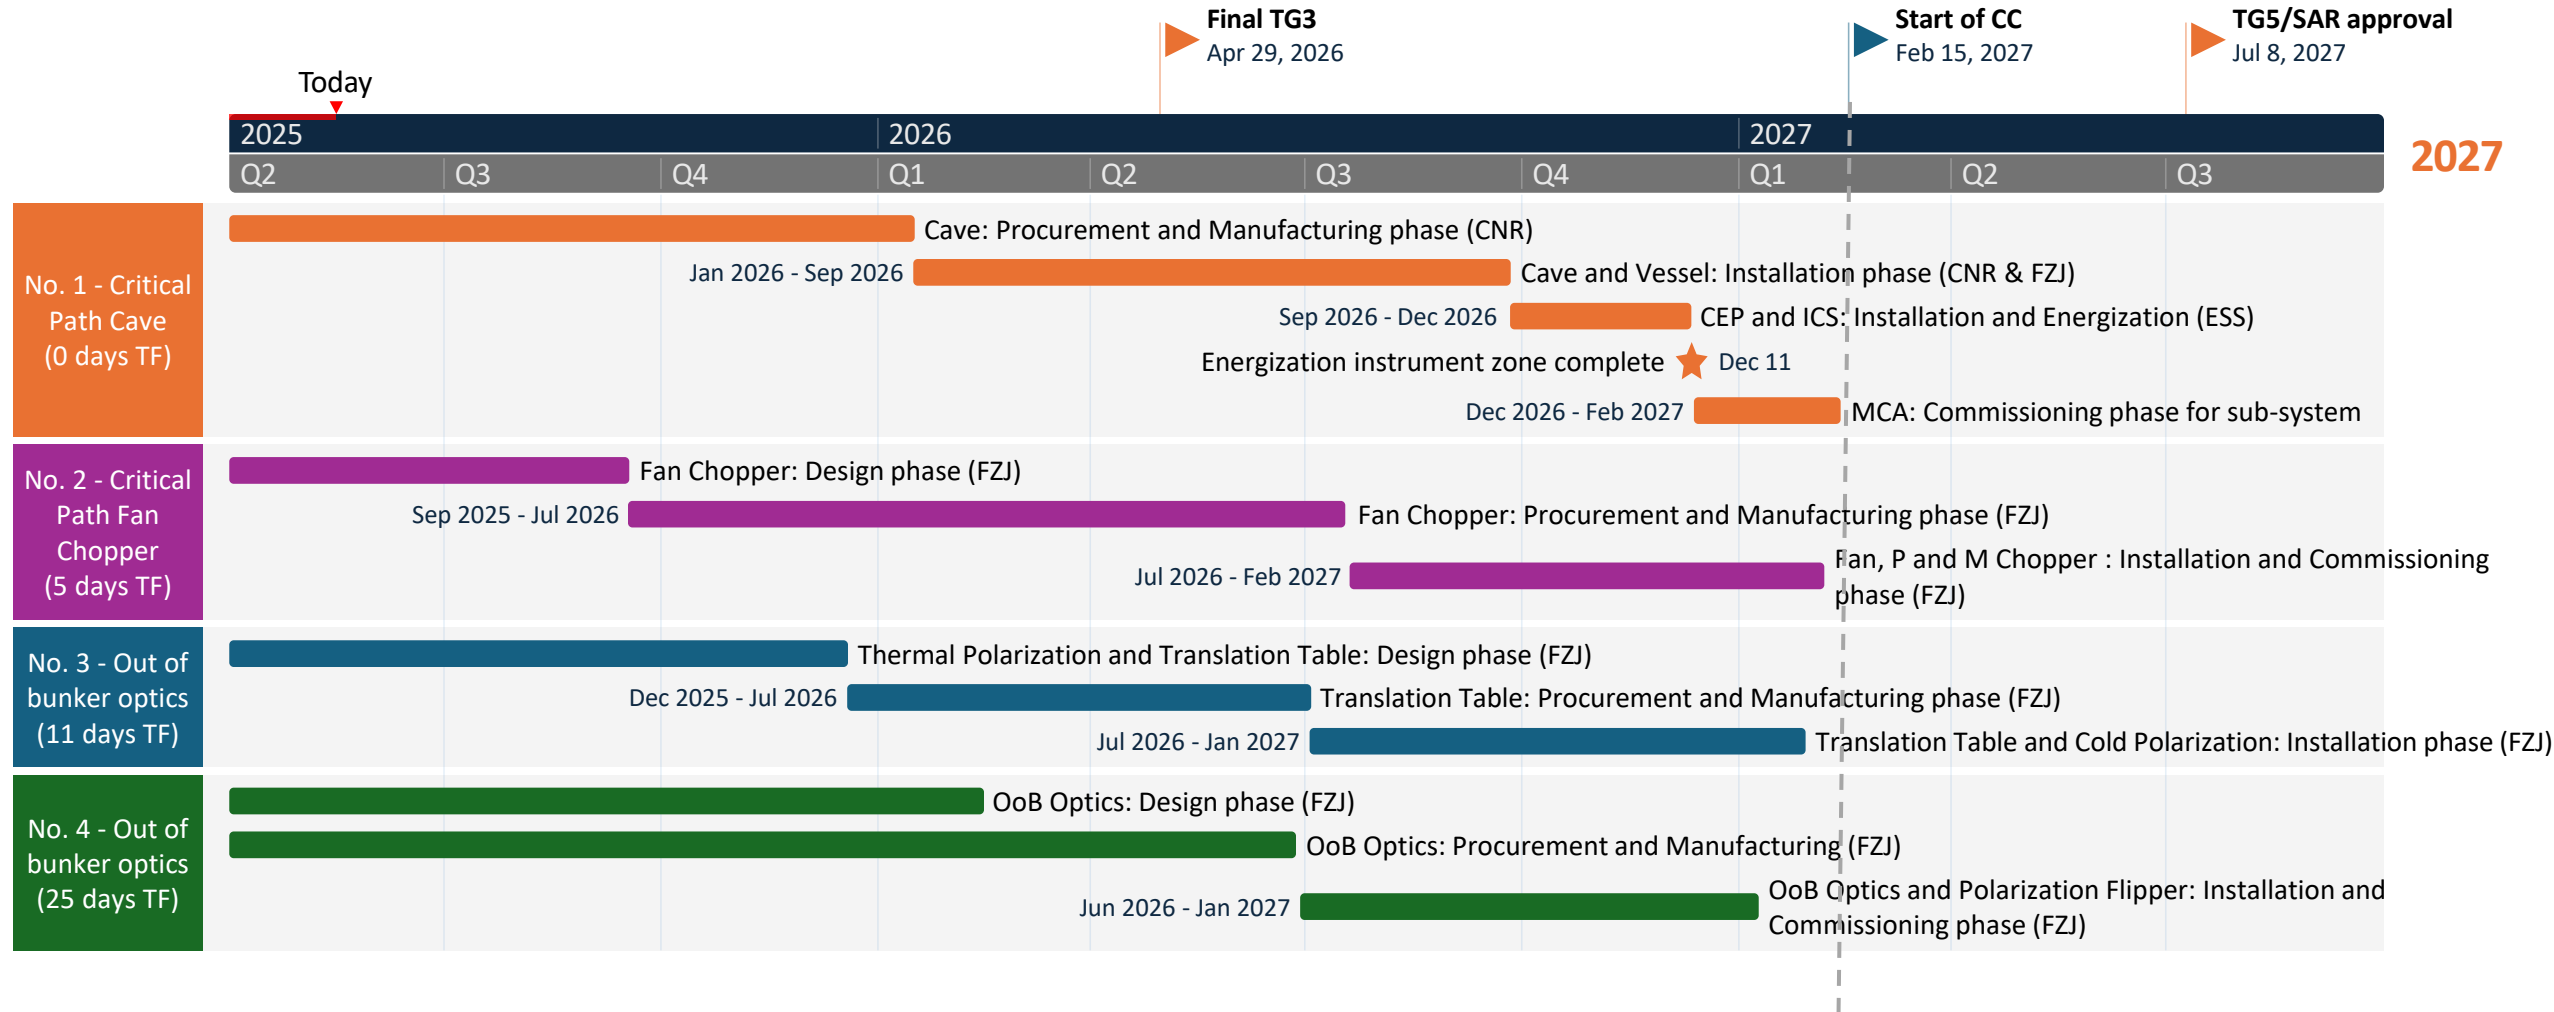 Final TG3
Apr 29, 2026
Start of CC
Feb 15, 2027
TG5/SAR approval
Jul 8, 2027
Today
2025
2026
2027
2027
Q2
Q3
Q4
Q1
Q2
Q3
Q4
Q1
Q2
Q3
No. 1 - Critical
Path Cave
(0 days TF)
Cave: Procurement and Manufacturing phase (CNR)
Jan 2026 - Sep 2026
Cave and Vessel: Installation phase (CNR & FZJ)
Sep 2026 - Dec 2026
CEP and ICS: Installation and Energization (ESS)
Energization instrument zone complete
Dec 11
Dec 2026 - Feb 2027
MCA: Commissioning phase for sub-system
No. 2 - Critical
Path Fan
Chopper
(5 days TF)
Fan Chopper: Design phase (FZJ)
Sep 2025 - Jul 2026
Fan Chopper: Procurement and Manufacturing phase (FZJ)
Jul 2026 - Feb 2027
Fan, P and M Chopper : Installation and Commissioning
phase (FZJ)
No. 3 - Out of
bunker optics
(11 days TF)
Thermal Polarization and Translation Table: Design phase (FZJ)
Dec 2025 - Jul 2026
Translation Table: Procurement and Manufacturing phase (FZJ)
Jul 2026 - Jan 2027
Translation Table and Cold Polarization: Installation phase (FZJ)
No. 4 - Out of
bunker optics
(25 days TF)
OoB Optics: Design phase (FZJ)
OoB Optics: Procurement and Manufacturing (FZJ)
Jun 2026 - Jan 2027
OoB Optics and Polarization Flipper: Installation and
Commissioning phase (FZJ)